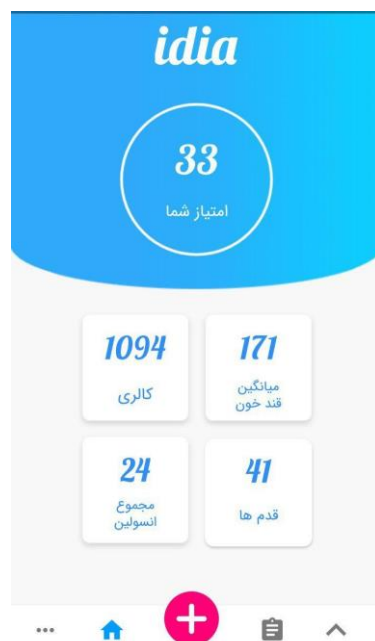 idia
33
امتیاز شما
171
میانگین
قند خون
1094
کالری
41
قدم ها
24
مجموع
انسولین